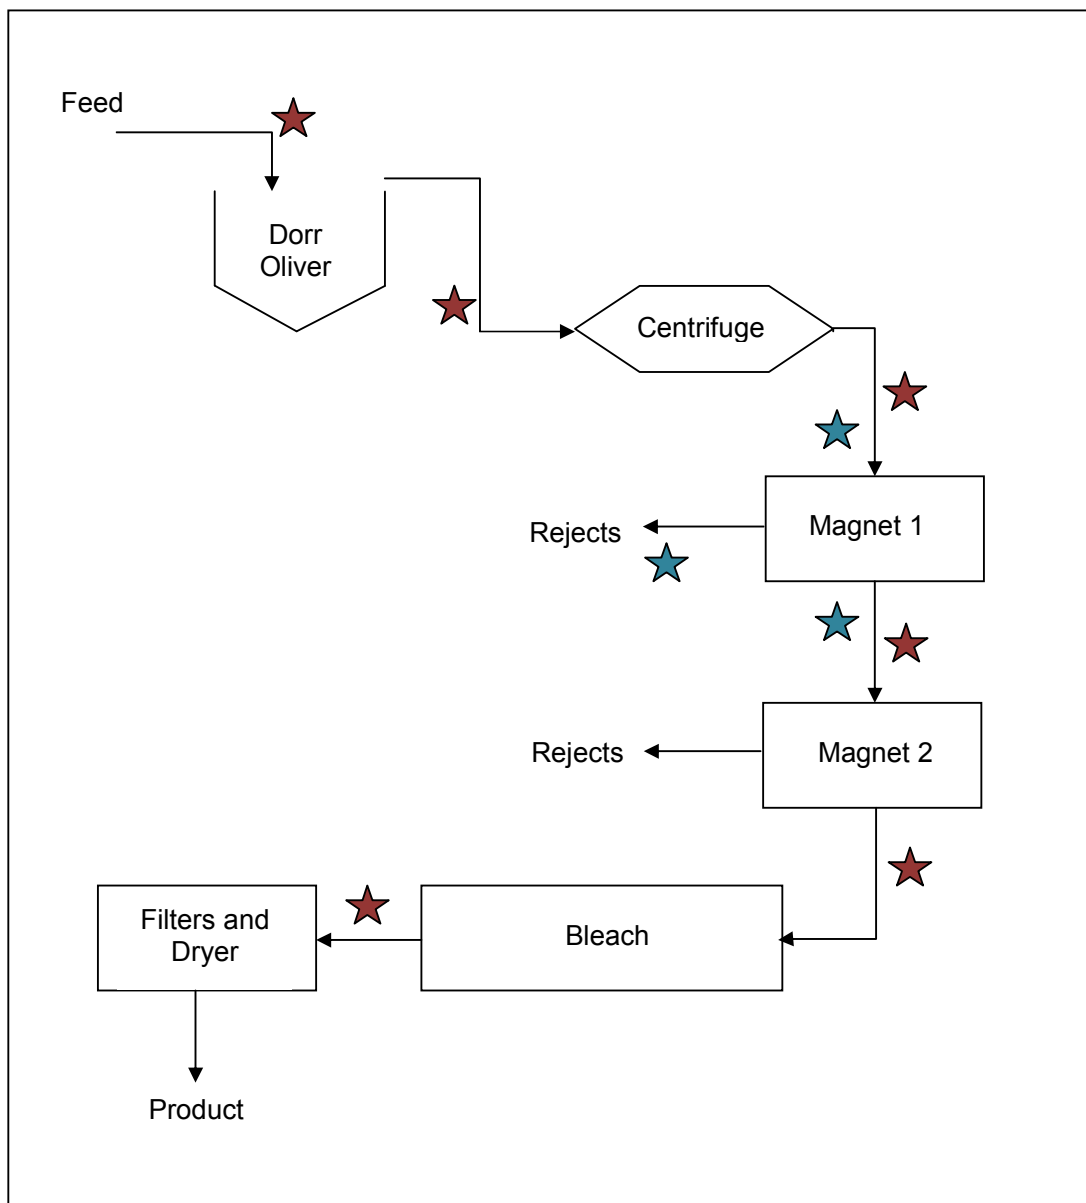 Feed
Dorr
Oliver
Centrifuge
Magnet 1
Rejects
Magnet 2
Rejects
Bleach
Filters and
Dryer
Product